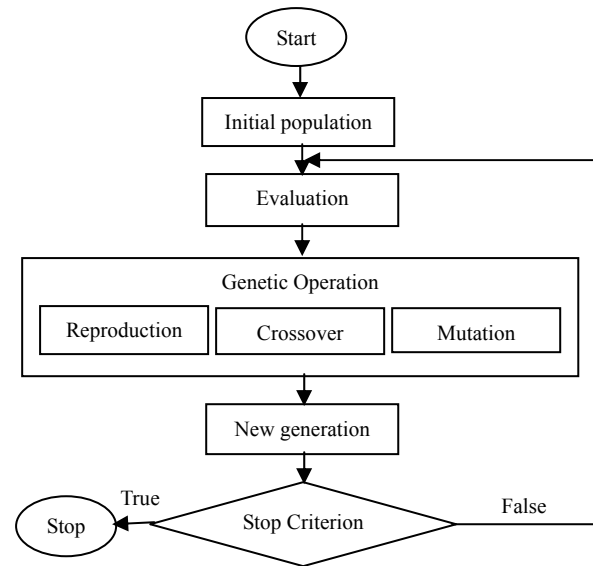 Start
Initial population
Evaluation
Genetic Operation
Reproduction
Crossover
Mutation
New generation
True
False
Stop
Stop Criterion